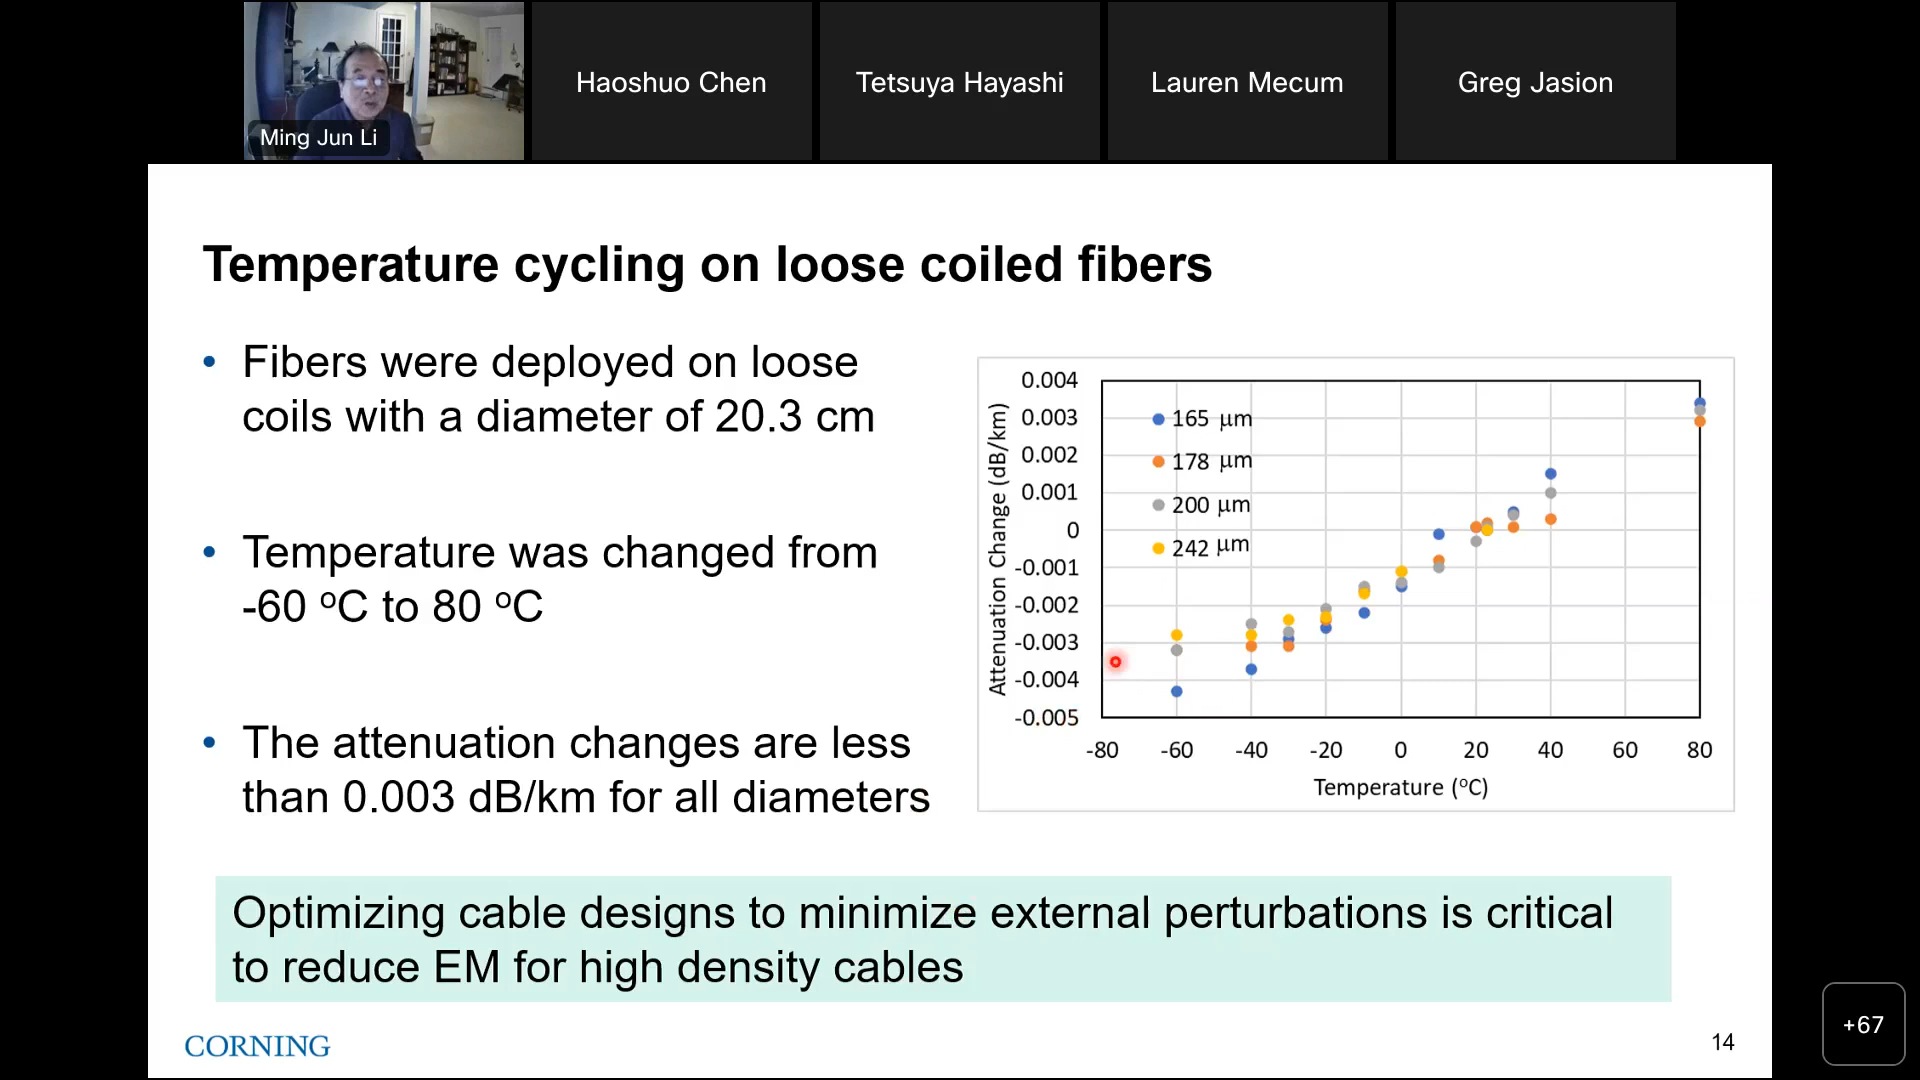 Ming Jun Li
Haoshuo Chen
Tetsuya Hayashi
Lauren Mecum
Greg Jasion
Temperature cycling on loose coiled fibers
• Fibers were deployed on loose
coils with a diameter of 20.3 cm
• Temperature was changed from
-60 ºC to 80 ºC
• The attenuation changes are less
than 0.003 dB/km for all diameters
Attenuation Change (dB/km)
0.004
0.003
0.002
0.001
0
-0.001
-0.002
-0.003
-0.004
-0.005
165 μm
178 μm
200 μm
242 μm
-80 -60 -40 -20 0 20 40 60 80
Temperature (ºC)
Optimizing cable designs to minimize external perturbations is critical
to reduce EM for high density cables
CORNING
14
+67